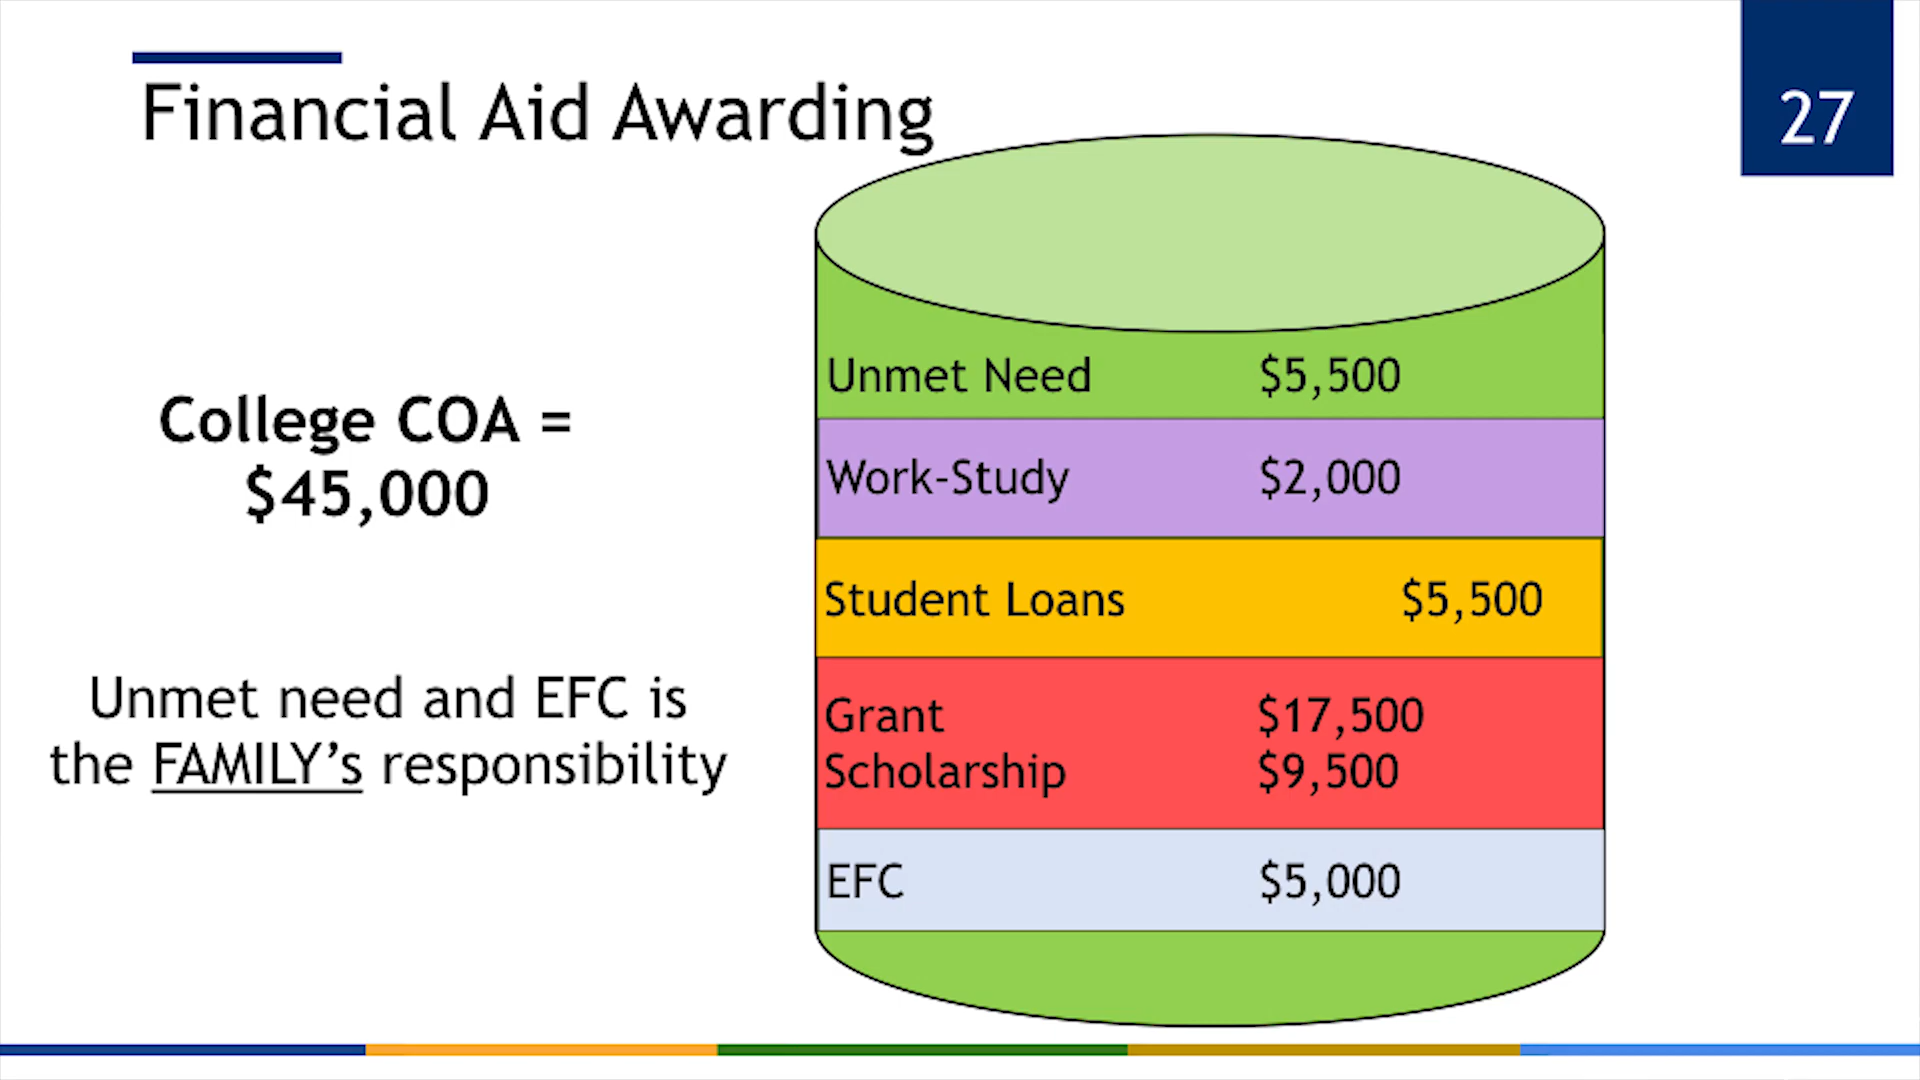 Financial Aid Awarding
27
College COA =
$45,000
Unmet need and EFC is
the FAMILY’s responsibility
Unmet Need $5,500
Work-Study $2,000
Student Loans $5,500
Grant $17,500
Scholarship $9,500
EFC $5,000